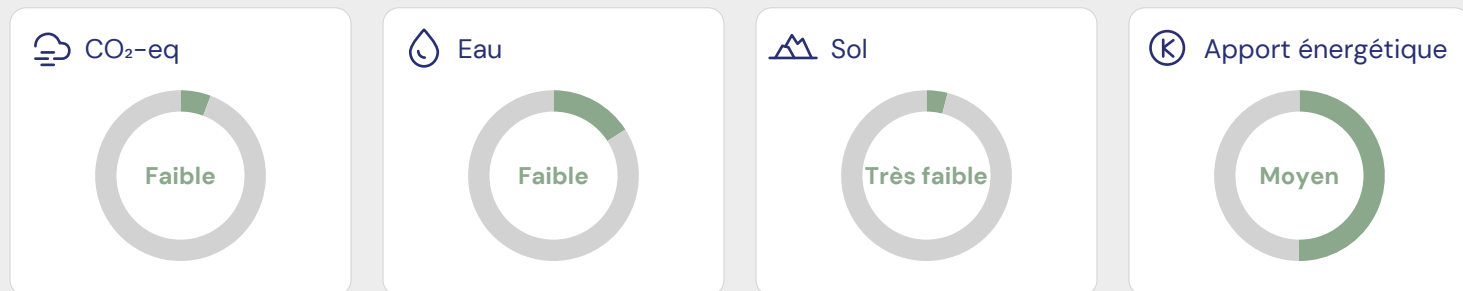 CO₂-eq
Faible
Eau
Faible
Sol
Très faible
Apport énergétique
Moyen